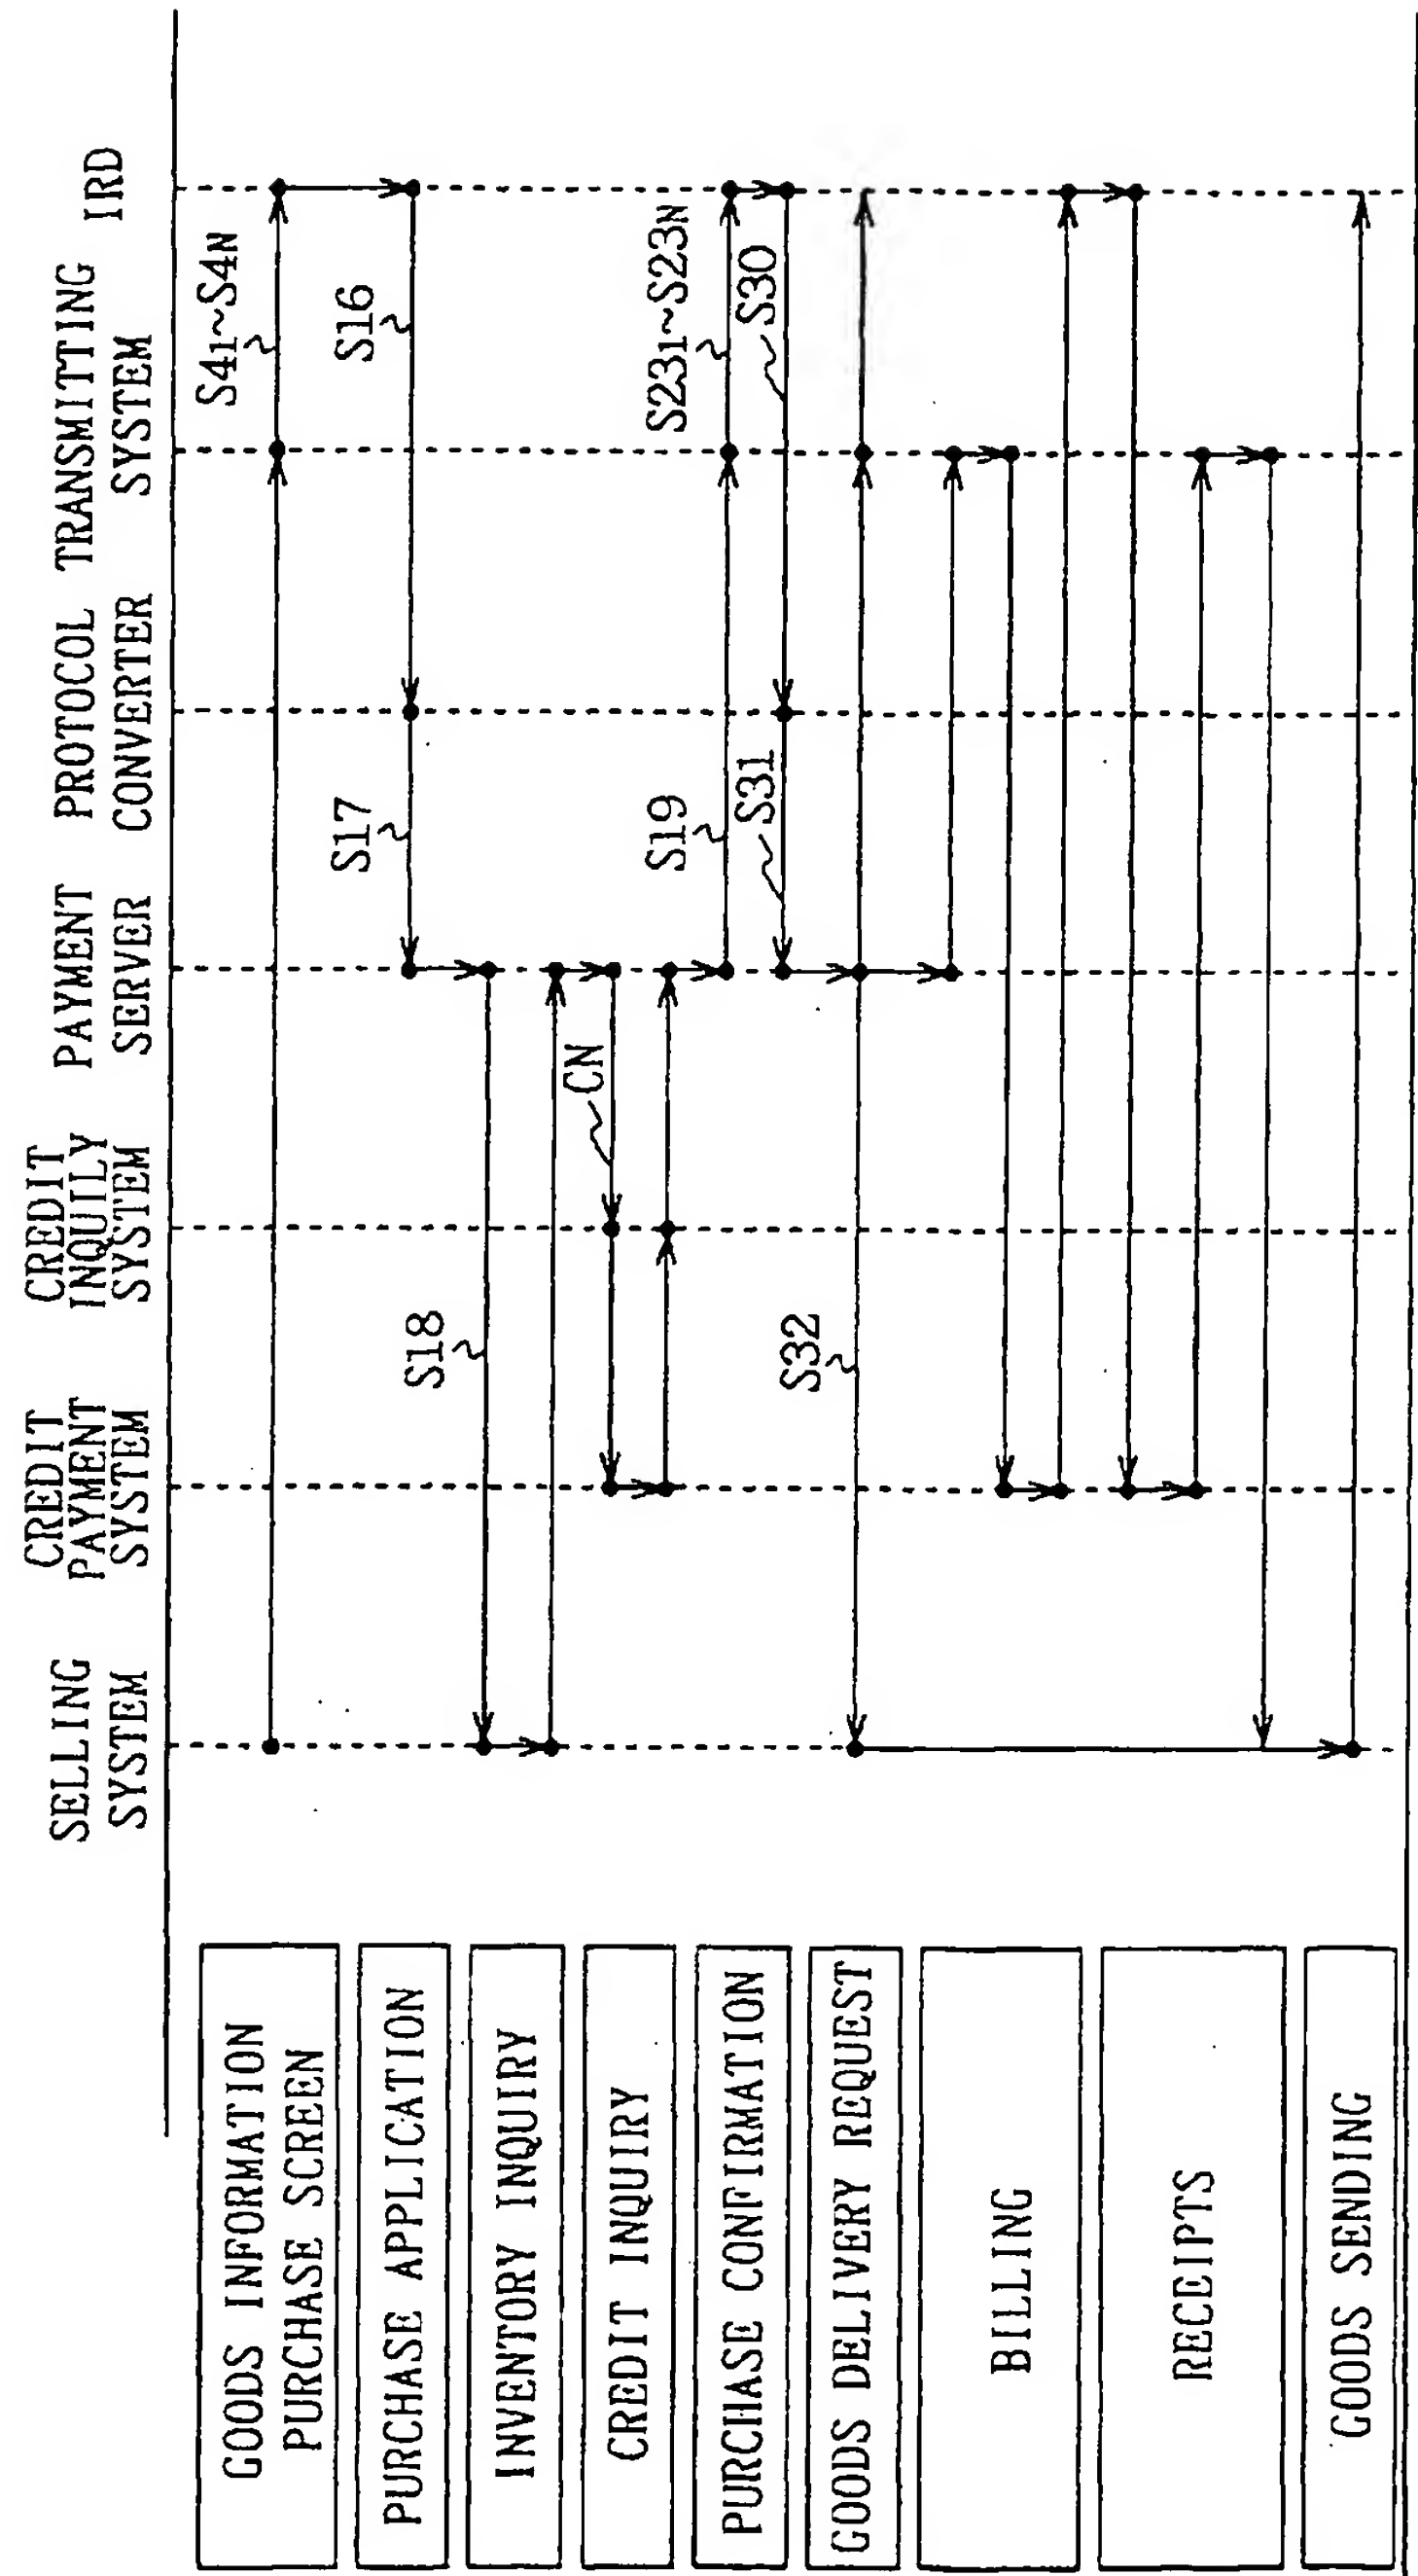 SELLING
SYSTEM
CREDIT
PAYMENT
SYSTEM
CREDIT
INQUILY
SYSTEM
PAYMENT
SERVER
PROTOCOL
CONVERTER
TRANSMITTING
SYSTEM
IRD
GOODS INFORMATION
PURCHASE SCREEN
S41~S4N
PURCHASE APPLICATION
S17
S16
INVENTORY INQUIRY
S18
CREDIT INQUIRY
CN
PURCHASE CONFIRMATION
S19
S231~S23N
S31
S30
GOODS DELIVERY REQUEST
S32
BILLING
RECEIPTS
GOODS SENDING